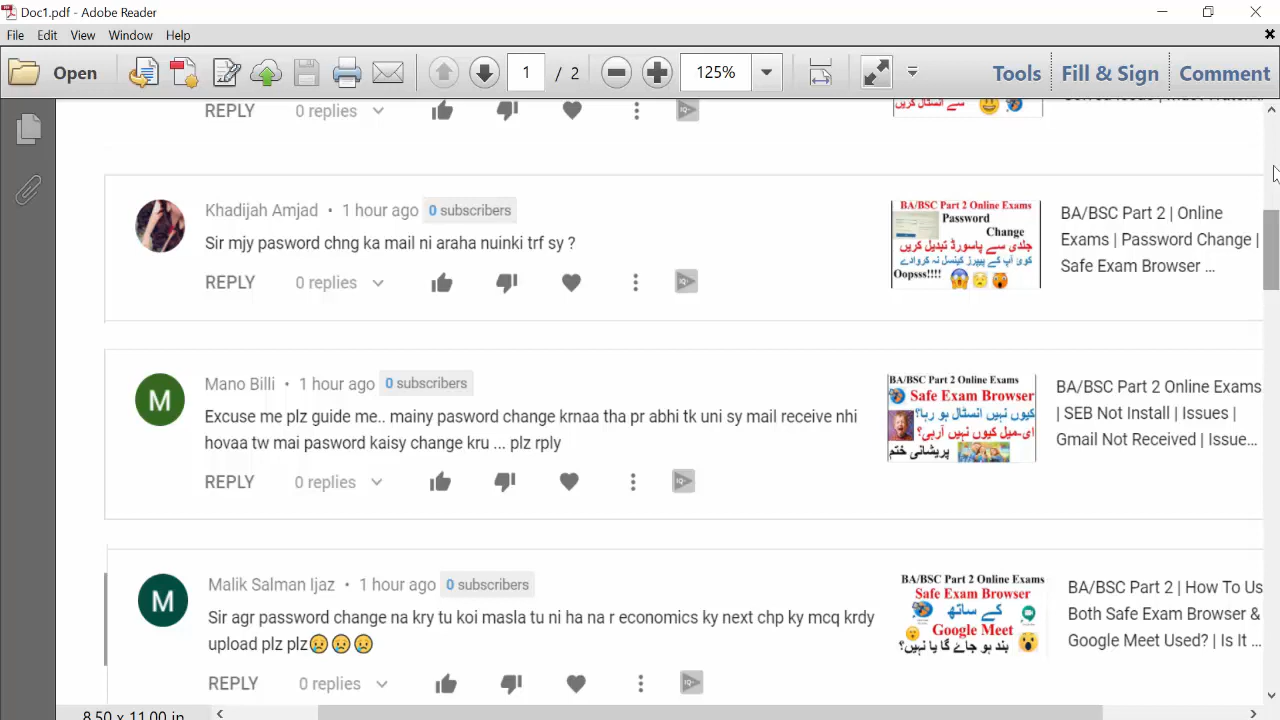 Doc1.pdf - Adobe Reader
File Edit View Window Help
Open 1 / 2 125% Tools Fill & Sign Comment
REPLY 0 replies
سے انسٹال کریں
Khadijah Amjad • 1 hour ago 0 subscribers
Sir mjy pasword chng ka mail ni araha nuinki trf sy ?
REPLY 0 replies
BA/BSC Part 2 Online Exams
Password
Change
جلدی سے پاسورڈ تبدیل کریں
کوئ آپ کے پیپرز کینسل نہ کروادے
Oopsss!!!!
BA/BSC Part 2 | Online
Exams | Password Change |
Safe Exam Browser ...
Mano Billi • 1 hour ago 0 subscribers
Excuse me plz guide me.. mainy pasword change krnaa tha pr abhi tk uni sy mail receive nhi
hovaa tw mai pasword kaisy change kru ... plz rply
REPLY 0 replies
BA/BSC Part 2 Online Exams
Safe Exam Browser
کیوں نہیں انسٹال ہو رہا؟
ای-میل کیوں نہیں آرہی؟
پریشانی ختم
BA/BSC Part 2 Online Exams
| SEB Not Install | Issues |
Gmail Not Received | Issue...
M
Malik Salman Ijaz • 1 hour ago 0 subscribers
Sir agr password change na kry tu koi masla tu ni ha na r economics ky next chp ky mcq krdy
upload plz plz😥😥😥
REPLY 0 replies
M
BA/BSC Part 2 Online Exams
Safe Exam Browser
کے ساتھ
Google Meet
بند ہو جاے گا یا نہیں؟
BA/BSC Part 2 | How To Us
Both Safe Exam Browser &
Google Meet Used? | Is It ...
8.50 x 11.00 in